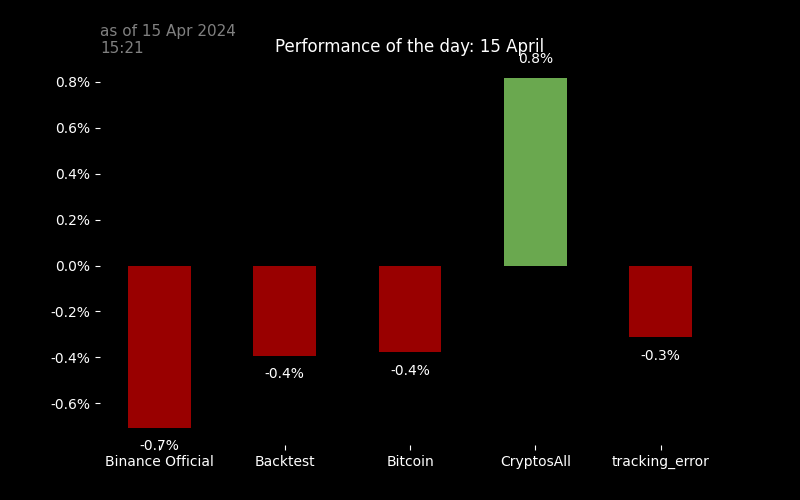 as of 15 Apr 2024
15:21
Performance of the day: 15 April
0.8%
0.8%
0.6%
0.4%
0.2%
0.0%
-0.2%
-0.4%
-0.6%
-0.7%
-0.4%
-0.4%
-0.3%
Binance Official
Backtest
Bitcoin
CryptosAll
tracking_error